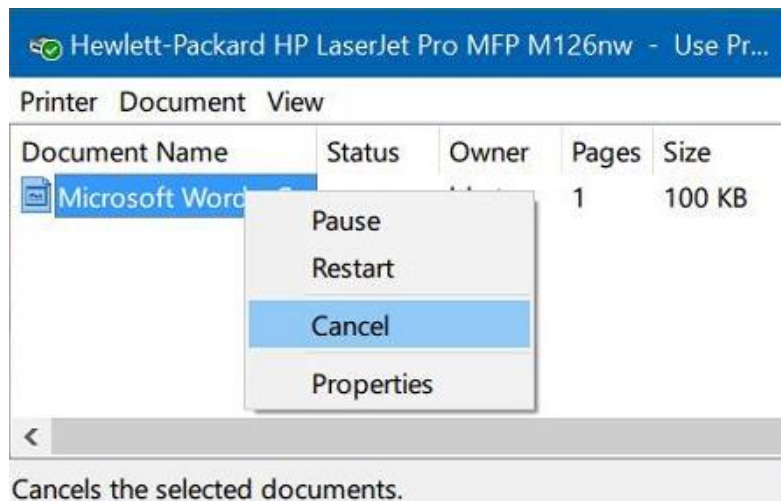 Hewlett-Packard HP LaserJet Pro MFP M126nw - Use Pr...
Printer Document View
Document Name Status Owner Pages Size
Microsoft Word 1 100 KB
Pause
Restart
Cancel
Properties
Cancels the selected documents.